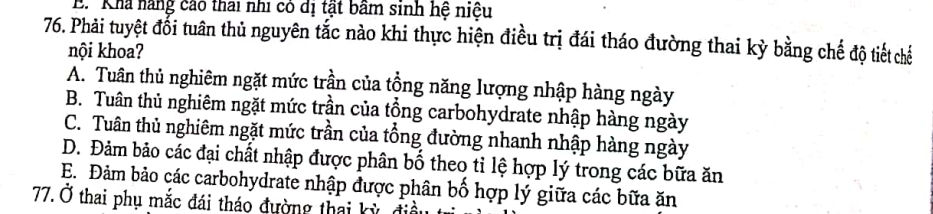 E. Khả năng cao thai nhi có dị tật bẩm sinh hệ niệu
76. Phải tuyệt đối tuân thủ nguyên tắc nào khi thực hiện điều trị đái tháo đường thai kỳ bằng chế độ tiết chế
nội khoa?
A. Tuân thủ nghiêm ngặt mức trần của tổng năng lượng nhập hàng ngày
B. Tuân thủ nghiêm ngặt mức trần của tổng carbohydrate nhập hàng ngày
C. Tuân thủ nghiêm ngặt mức trần của tổng đường nhanh nhập hàng ngày
D. Đảm bảo các đại chất nhập được phân bố theo tỉ lệ hợp lý trong các bữa ăn
E. Đảm bảo các carbohydrate nhập được phân bố hợp lý giữa các bữa ăn
77. Ở thai phụ mắc đái tháo đường thai kỳ, điều